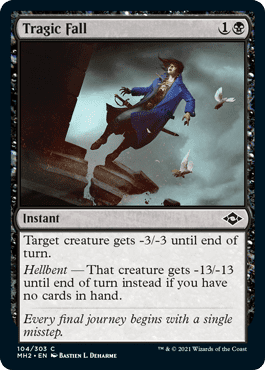 Tragic Fall 1
Instant
Target creature gets -3/-3 until end of
turn.
Hellbent — That creature gets -13/-13
until end of turn instead if you have
no cards in hand.
Every final journey begins with a single
misstep.
104/303 C
MH2 • EN Bastien L. Deharme
™ & © 2021 Wizards of the Coast